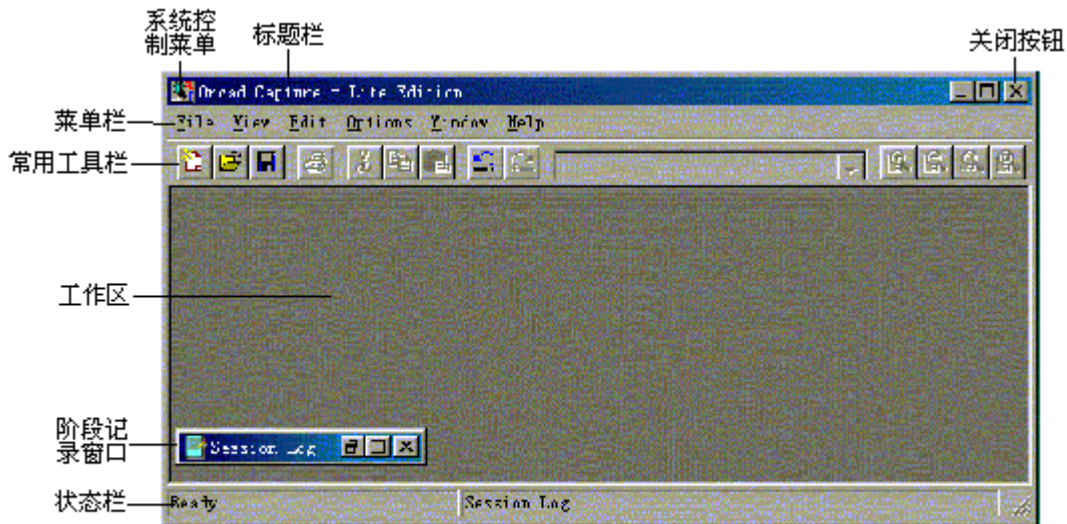 系统控
制菜单
标题栏
关闭按钮
Orcad Capture - Lite Edition
菜单栏
File View Edit Options Window Help
常用工具栏
工作区
阶段记
录窗口
Session Log
状态栏
Ready
Session Log